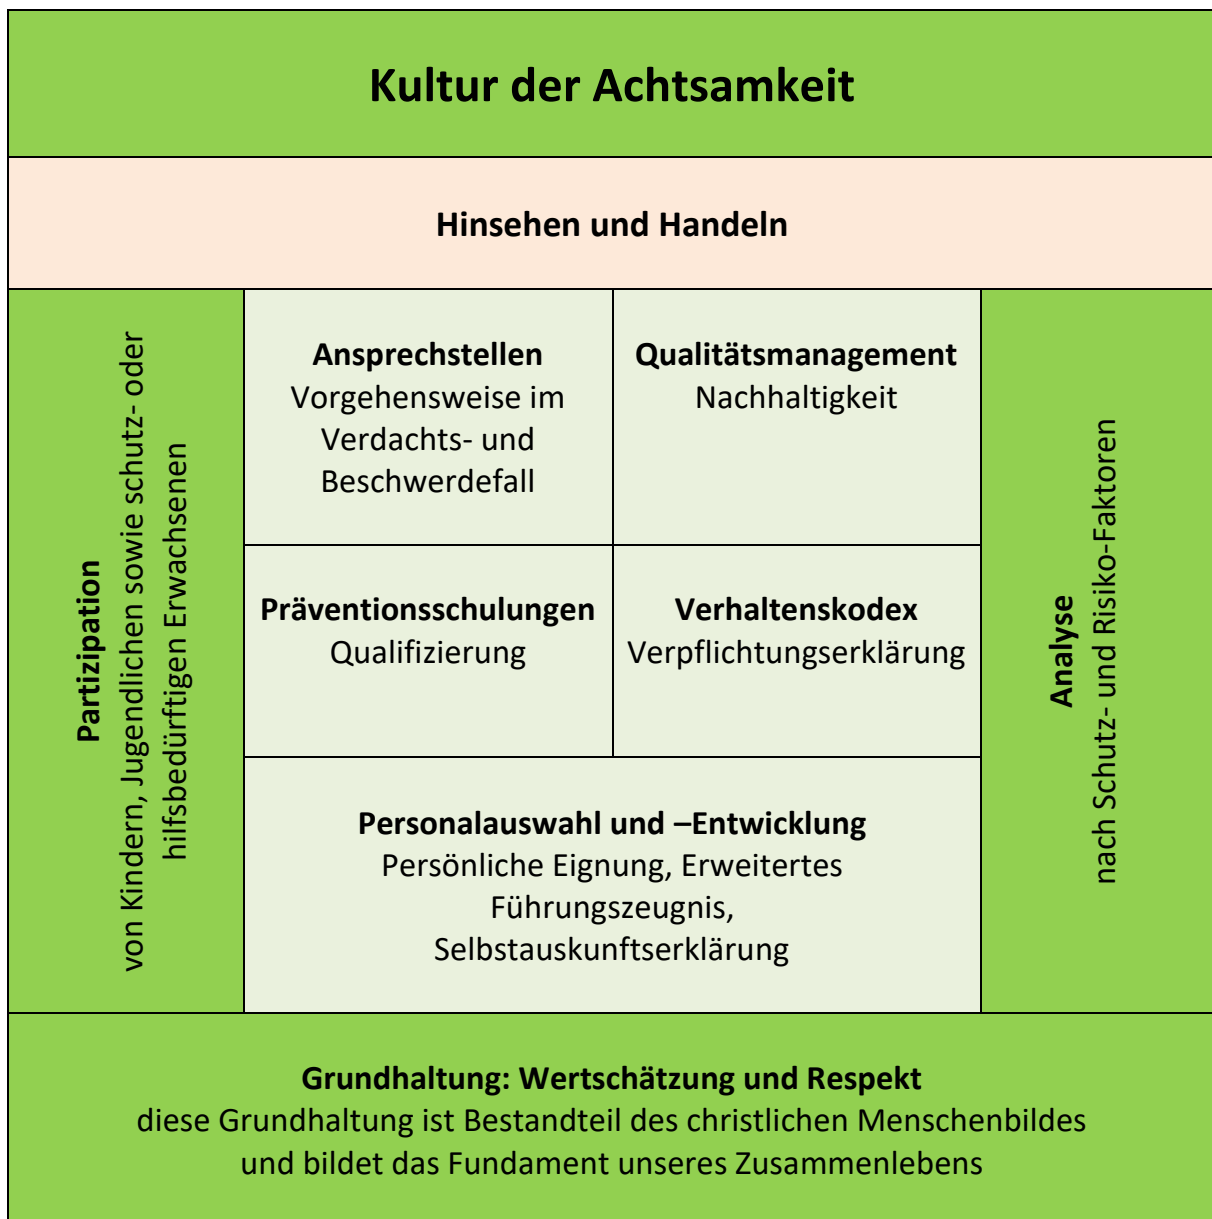 Kultur der Achtsamkeit
Hinsehen und Handeln
Partizipation
von Kindern, Jugendlichen sowie schutz- oder
hilfsbedürftigen Erwachsenen
Ansprechstellen
Vorgehensweise im
Verdachts- und
Beschwerdefall
Qualitätsmanagement
Nachhaltigkeit
Präventionsschulungen
Qualifizierung
Verhaltenskodex
Verpflichtungserklärung
Personalauswahl und –Entwicklung
Persönliche Eignung, Erweitertes
Führungszeugnis,
Selbstauskunftserklärung
Analyse
nach Schutz- und Risiko-Faktoren
Grundhaltung: Wertschätzung und Respekt
diese Grundhaltung ist Bestandteil des christlichen Menschenbildes
und bildet das Fundament unseres Zusammenlebens